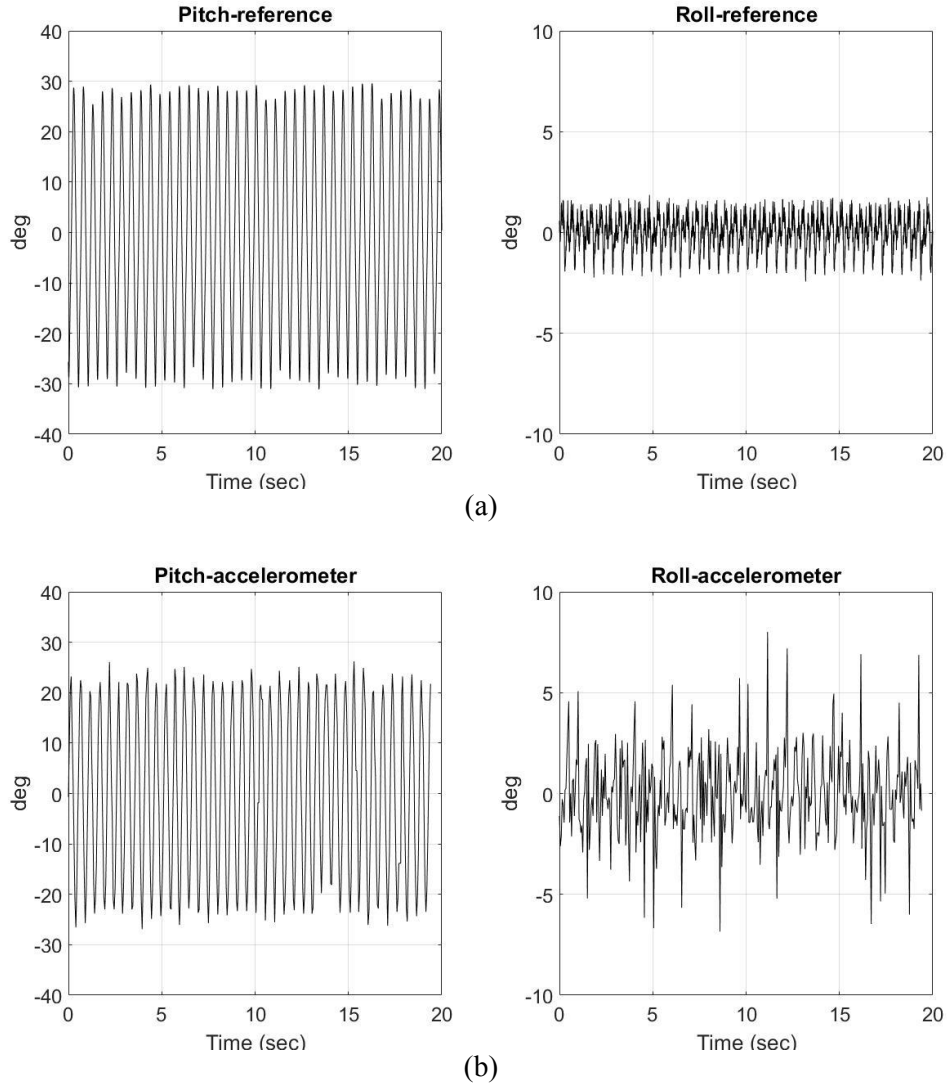 Pitch-reference
40
30
20
10
0
-10
-20
-30
-40
deg
0 5 10 15 20
Time (sec)
Roll-reference
10
5
0
-5
-10
deg
0 5 10 15 20
Time (sec)
(a)
Pitch-accelerometer
40
30
20
10
0
-10
-20
-30
-40
deg
0 5 10 15 20
Time (sec)
Roll-accelerometer
10
5
0
-5
-10
deg
0 5 10 15 20
Time (sec)
(b)